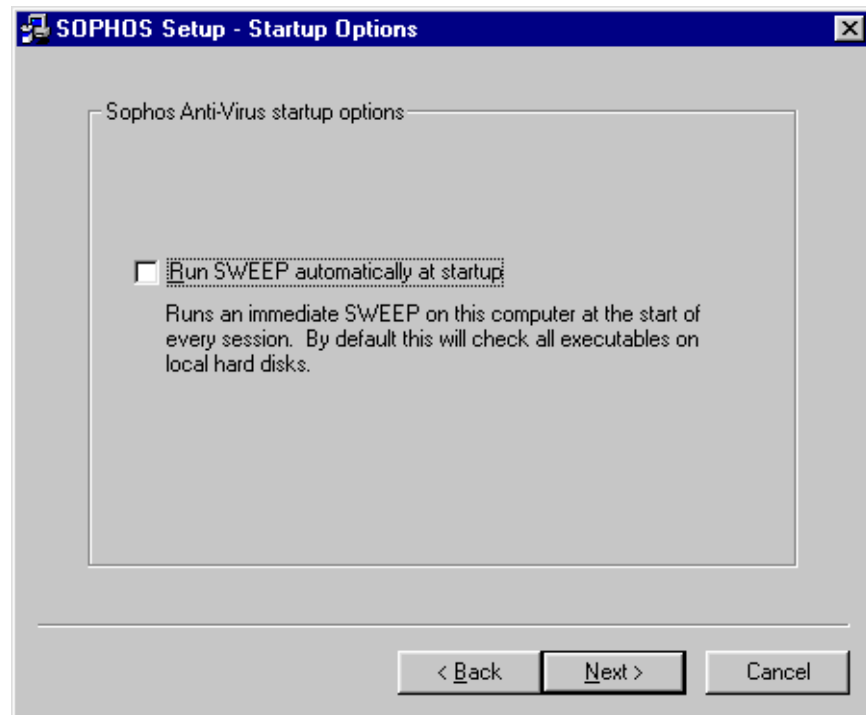 SOPHOS Setup - Startup Options
Sophos Anti-Virus startup options
Run SWEEP automatically at startup
Runs an immediate SWEEP on this computer at the start of
every session. By default this will check all executables on
local hard disks.
< Back Next > Cancel